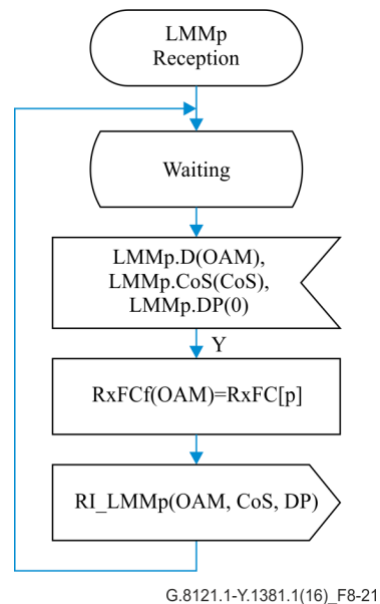 LMMp
Reception
Waiting
LMMp.D(OAM),
LMMp.CoS(CoS),
LMMp.DP(0)
Y
RxFCf(OAM)=RxFC[p]
RI_LMMp(OAM, CoS, DP)
G.8121.1-Y.1381.1(16)_F8-21